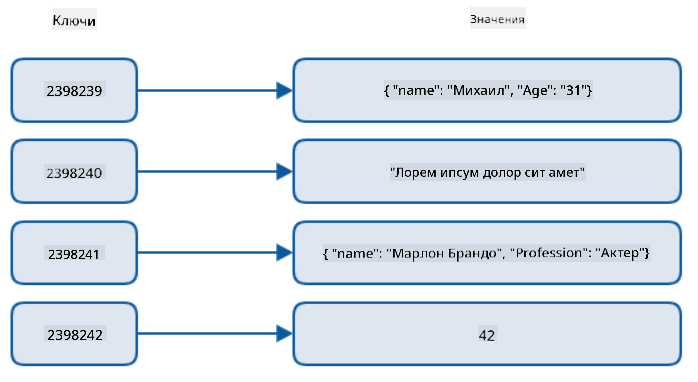 Ключи
Значения
2398239
{ "name": "Михаил", "Age": "31"}
2398240
"Лорем ипсум долор сит амет"
2398241
{ "name": "Марлон Брандо", "Profession": "Актер"}
2398242
42